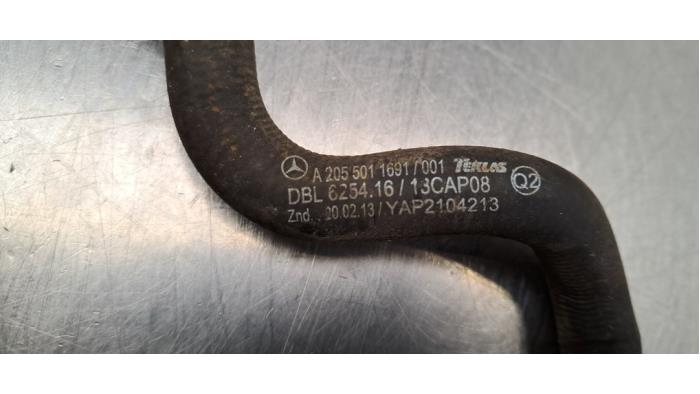 A 205 501 1691 / 001 TEKLAS
DBL 6254.16 / 13CAP08 Q2
Znd. 20.02.13 / YAP2104213